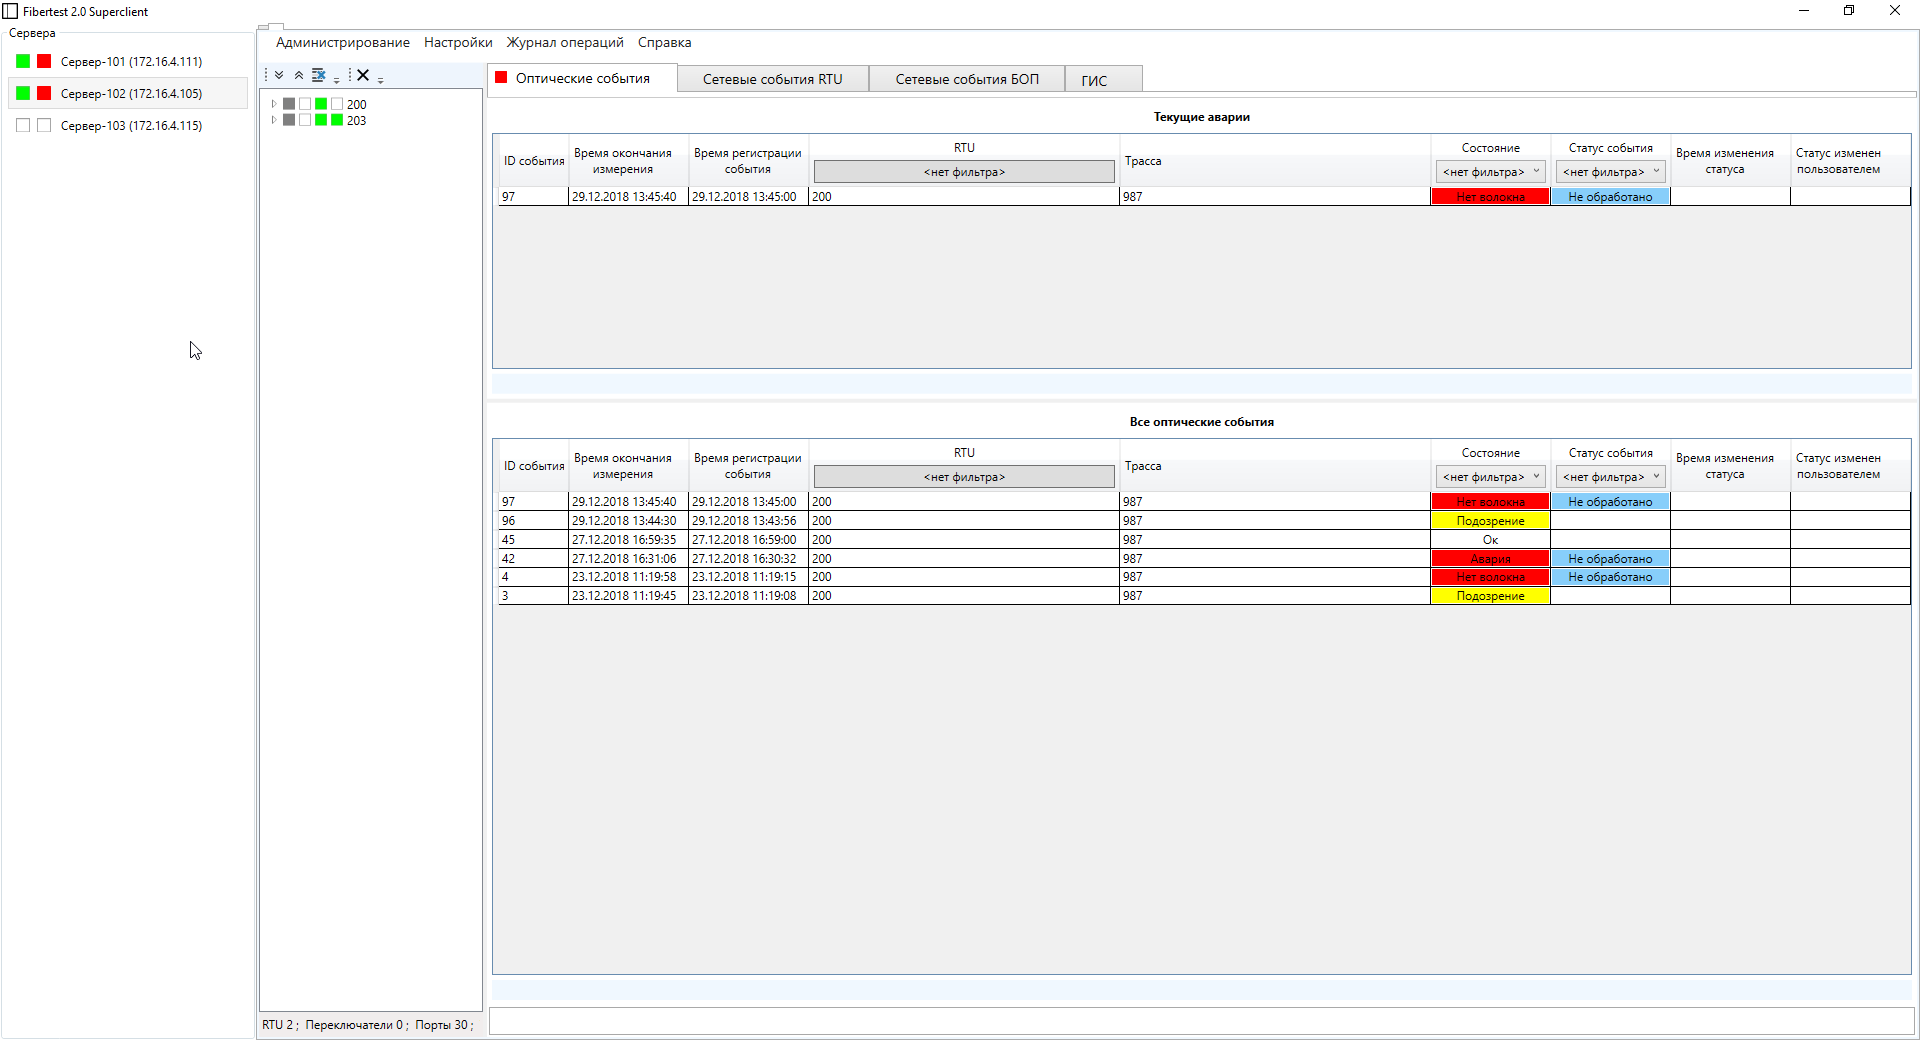 Fibertest 2.0 Superclient
Сервера
Сервер-101 (172.16.4.111)
Сервер-102 (172.16.4.105)
Сервер-103 (172.16.4.115)
Администрирование Настройки Журнал операций Справка
200
203
RTU 2 ; Переключатели 0 ; Порты 30 ;
Оптические события Сетевые события RTU Сетевые события БОП ГИС
Текущие аварии
ID события Время окончания измерения Время регистрации события RTU <нет фильтра> Трасса Состояние <нет фильтра> Статус события <нет фильтра> Время изменения статуса Статус изменен пользователем
97 29.12.2018 13:45:40 29.12.2018 13:45:00 200 987 Нет волокна Не обработано
Все оптические события
ID события Время окончания измерения Время регистрации события RTU <нет фильтра> Трасса Состояние <нет фильтра> Статус события <нет фильтра> Время изменения статуса Статус изменен пользователем
97 29.12.2018 13:45:40 29.12.2018 13:45:00 200 987 Нет волокна Не обработано
96 29.12.2018 13:44:30 29.12.2018 13:43:56 200 987 Подозрение
45 27.12.2018 16:59:35 27.12.2018 16:59:00 200 987 Ок
42 27.12.2018 16:31:06 27.12.2018 16:30:32 200 987 Авария Не обработано
4 23.12.2018 11:19:58 23.12.2018 11:19:15 200 987 Нет волокна Не обработано
3 23.12.2018 11:19:45 23.12.2018 11:19:08 200 987 Подозрение